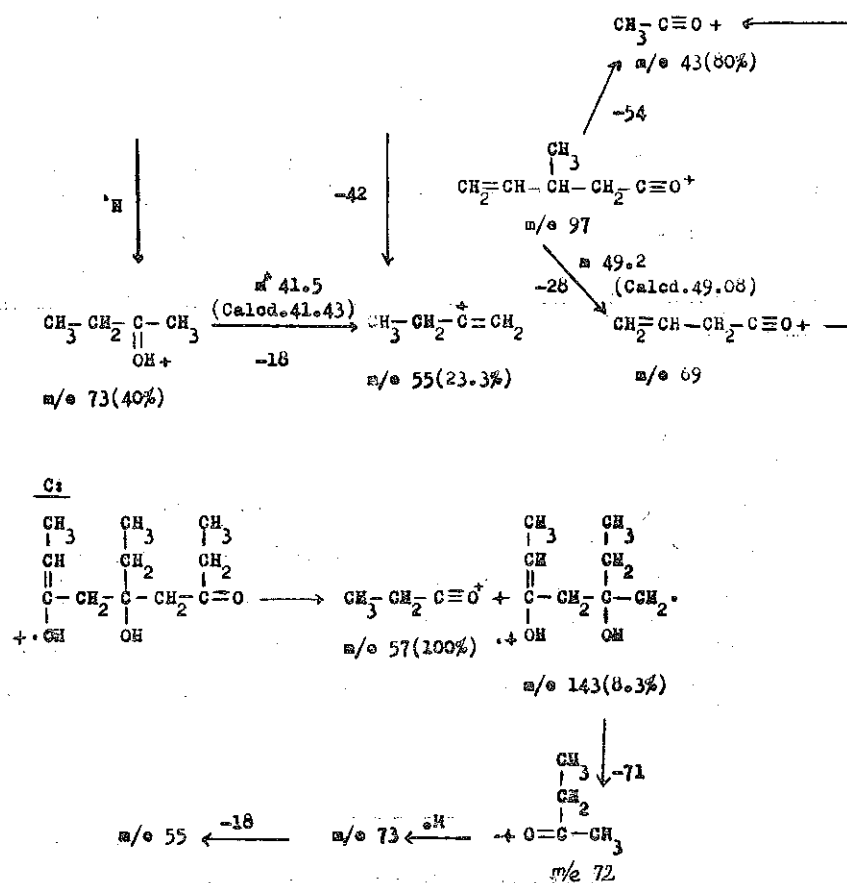 CH3-C≡O +
m/e 43(80%)
-54
CH3
•H
-42
CH2=CH-CH-CH2-C≡O+
m/e 97
m* 41.5
m 49.2
(Calcd.41.43)
-28
(Calcd.49.08)
CH3-CH2-C-CH3
CH3 CH2-C=CH2
+
CH2=CH-CH2-C≡O+
OH+
-18
m/e 73(40%)
m/e 55(23.3%)
m/e 69
C:
CH3 CH3 CH3
CH3 CH3
CH CH2 CH2
CH CH2
C-CH2-C-CH2-C=O
CH3 CH2-C≡O+ +
C-CH2-C-CH2•
+•OH OH
•+OH OH
m/e 57(100%)
m/e 143(8.3%)
CH3
-71
CH2
m/e 55
-18
m/e 73
•H
•+ O=C-CH3
m/e 72